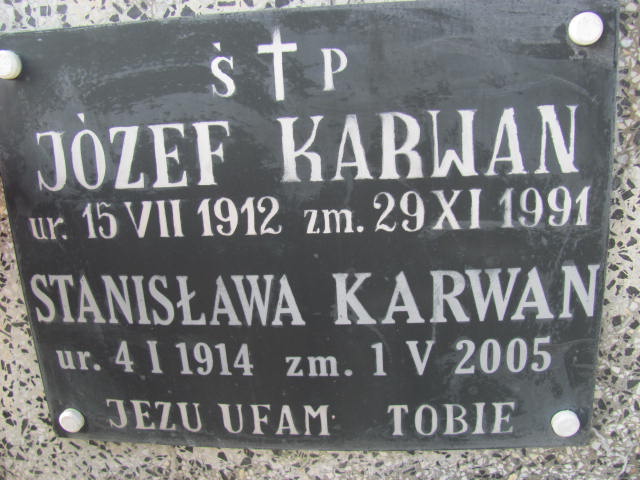 Ś † P
JÓZEF KARWAN
ur. 15 VII 1912 zm. 29 XI 1991
STANISŁAWA KARWAN
ur. 4 I 1914 zm. 1 V 2005
JEZU UFAM TOBIE